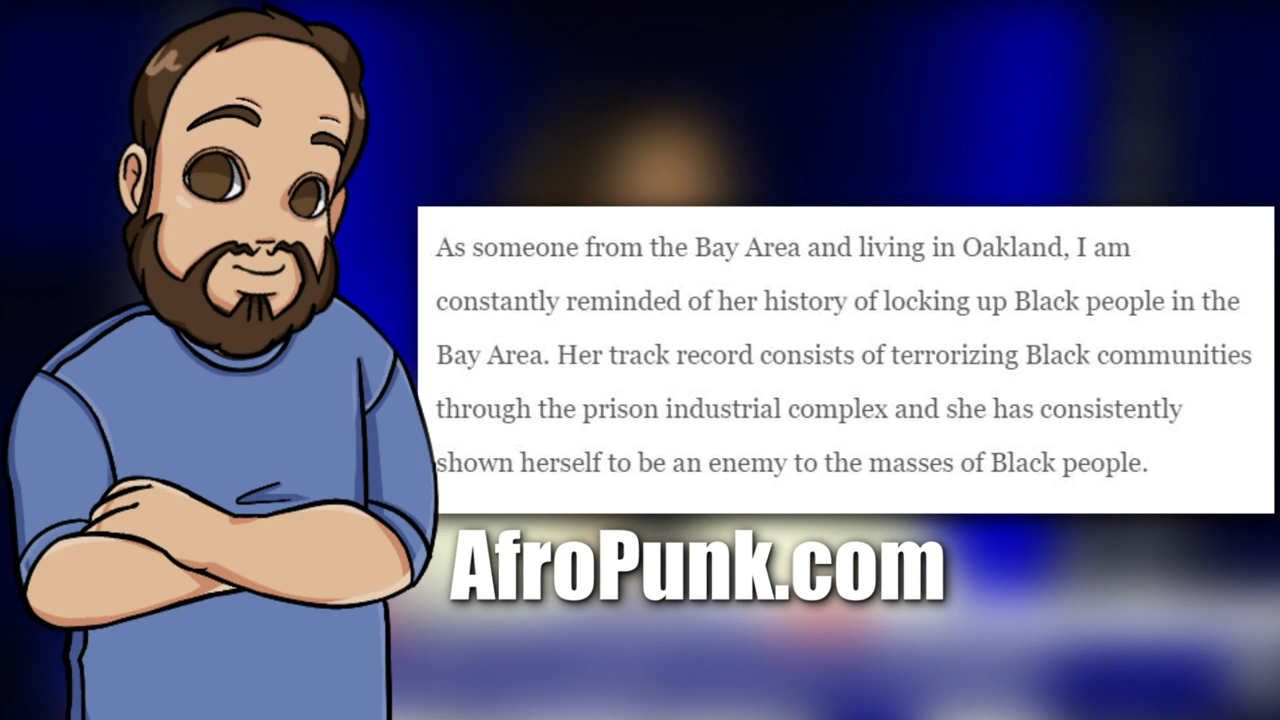 As someone from the Bay Area and living in Oakland, I am
constantly reminded of her history of locking up Black people in the
Bay Area. Her track record consists of terrorizing Black communities
through the prison industrial complex and she has consistently
shown herself to be an enemy to the masses of Black people.
AfroPunk.com